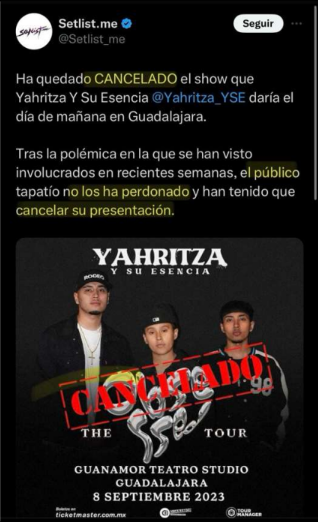 Setlist.me
@Setlist_me
Seguir
Ha quedado CANCELADO el show que
Yahritza Y Su Esencia @Yahritza_YSE daría el
día de mañana en Guadalajara.
Tras la polémica en la que se han visto
involucrados en recientes semanas, el público
tapatío no los ha perdonado y han tenido que
cancelar su presentación.
YAHRITZA
Y SU ESENCIA
CANCELADO
98
THE TOUR
GUANAMOR TEATRO STUDIO
GUADALAJARA
8 SEPTIEMBRE 2023
Boletos en
ticketmaster.com.mx
TOUR
MANAGER